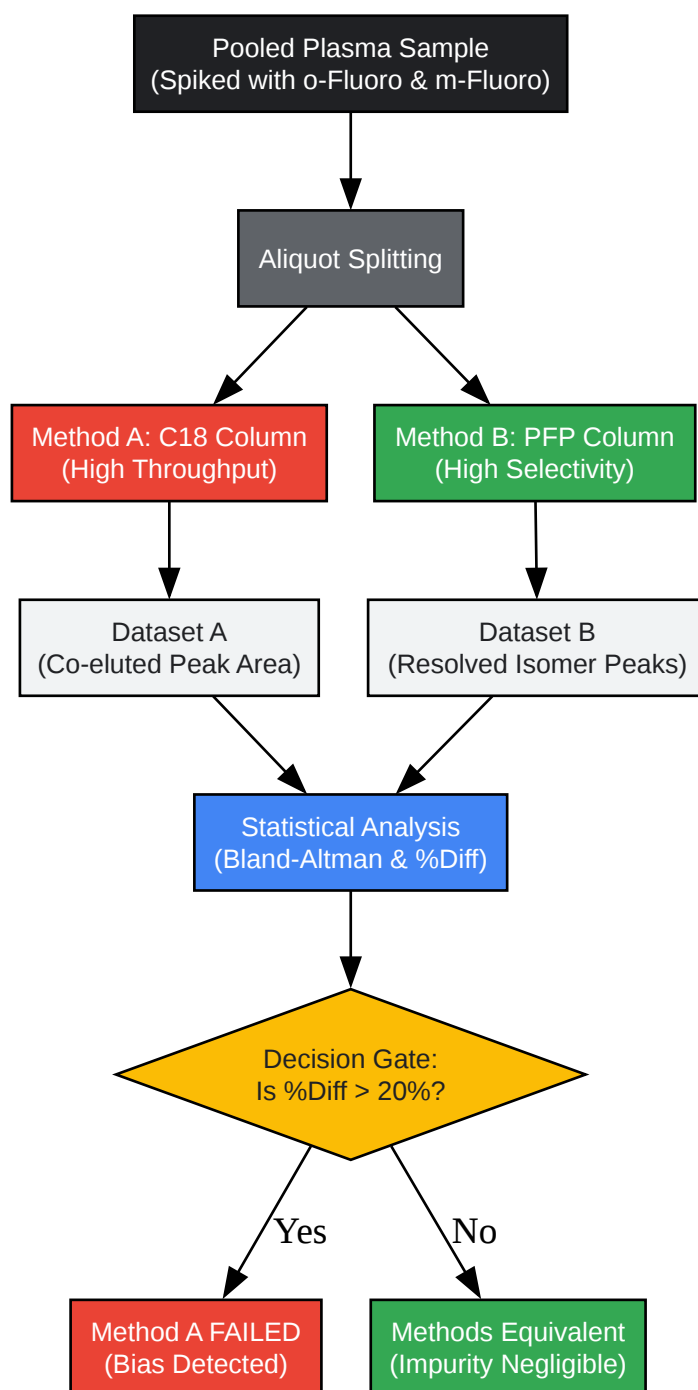 Pooled Plasma Sample
(Spiked with o-Fluoro & m-Fluoro)
Aliquot Splitting
Method A: C18 Column
(High Throughput)
Method B: PFP Column
(High Selectivity)
Dataset A
(Co-eluted Peak Area)
Dataset B
(Resolved Isomer Peaks)
Statistical Analysis
(Bland-Altman & %Diff)
Decision Gate:
Is %Diff > 20%?
Yes
No
Method A FAILED
(Bias Detected)
Methods Equivalent
(Impurity Negligible)